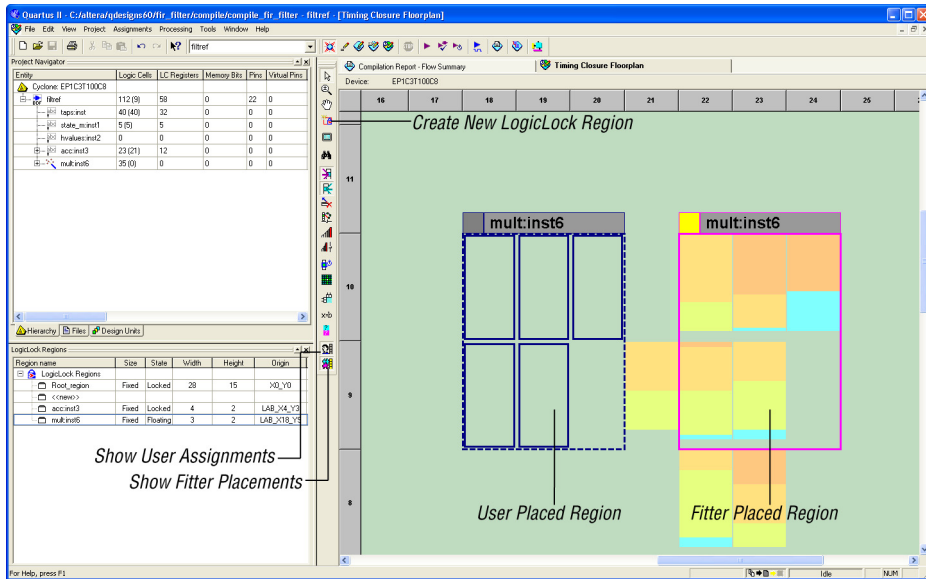 Quartus II - C:/altera/qdesigns60/fir_filter/compile/compile_fir_filter - filtref - [Timing Closure Floorplan]
File Edit View Project Assignments Processing Tools Window Help
filtref
Project Navigator
Entity Logic Cells LC Registers Memory Bits Pins Virtual Pins
Cyclone: EP1C3T100C8
filtref 112 (9) 58 0 22 0
taps:inst 40 (40) 32 0 0 0
state_m:inst1 5 (5) 5 0 0 0
hvalues:inst2 0 0 0 0 0
acc:inst3 23 (21) 12 0 0 0
mult:inst6 35 (0) 0 0 0 0
Hierarchy Files Design Units
LogicLock Regions
Region name Size State Width Height Origin
LogicLock Regions
Root_region Fixed Locked 28 15 X0_Y0
<<new>>
acc:inst3 Fixed Locked 4 2 LAB_X4_Y3
mult:inst6 Fixed Floating 3 2 LAB_X18_Y9
Show User Assignments
Show Fitter Placements
Compilation Report - Flow Summary
Timing Closure Floorplan
Device: EP1C3T100C8
16 17 18 19 20 21 22 23 24 25
Create New LogicLock Region
11
mult:inst6 mult:inst6
10
9
8
User Placed Region Fitter Placed Region
For Help, press F1
Idle
NUM